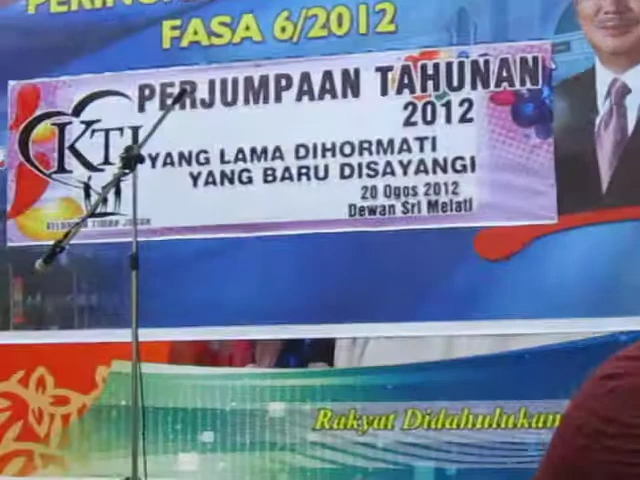 FASA 6/2012
PERJUMPAAN TAHUNAN
2012
KTJ
YANG LAMA DIHORMATI
YANG BARU DISAYANGI
20 Ogos 2012
Dewan Sri Melati
Rakyat Didahulukan